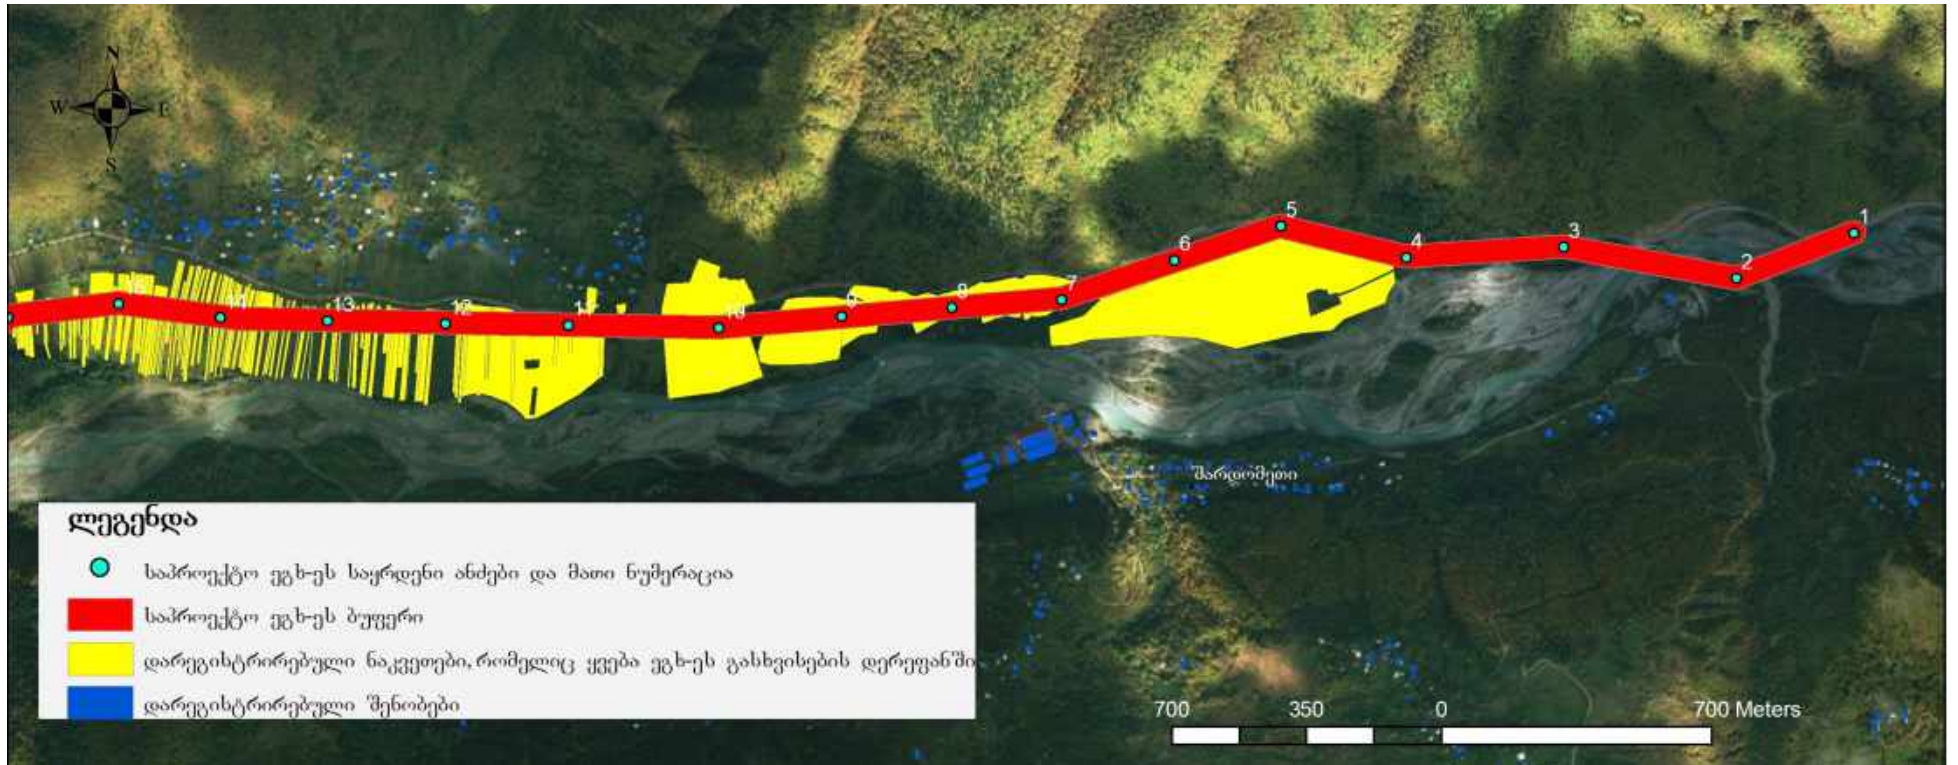 N
W E
S
1
2
3
4
5
6
7
8
9
10
11
12
13
14
15
შარდომეთი
ლეგენდა
საპროექტო ეგხ-ეს საყრდენი ანძები და მათი ნუმერაცია
საპროექტო ეგხ-ეს ბუფერი
დარეგისტრირებული ნაკვეთები, რომელიც ყვება ეგხ-ეს გასხვისების დერეფანში
დარეგისტრირებული შენობები
700 350 0 700 Meters